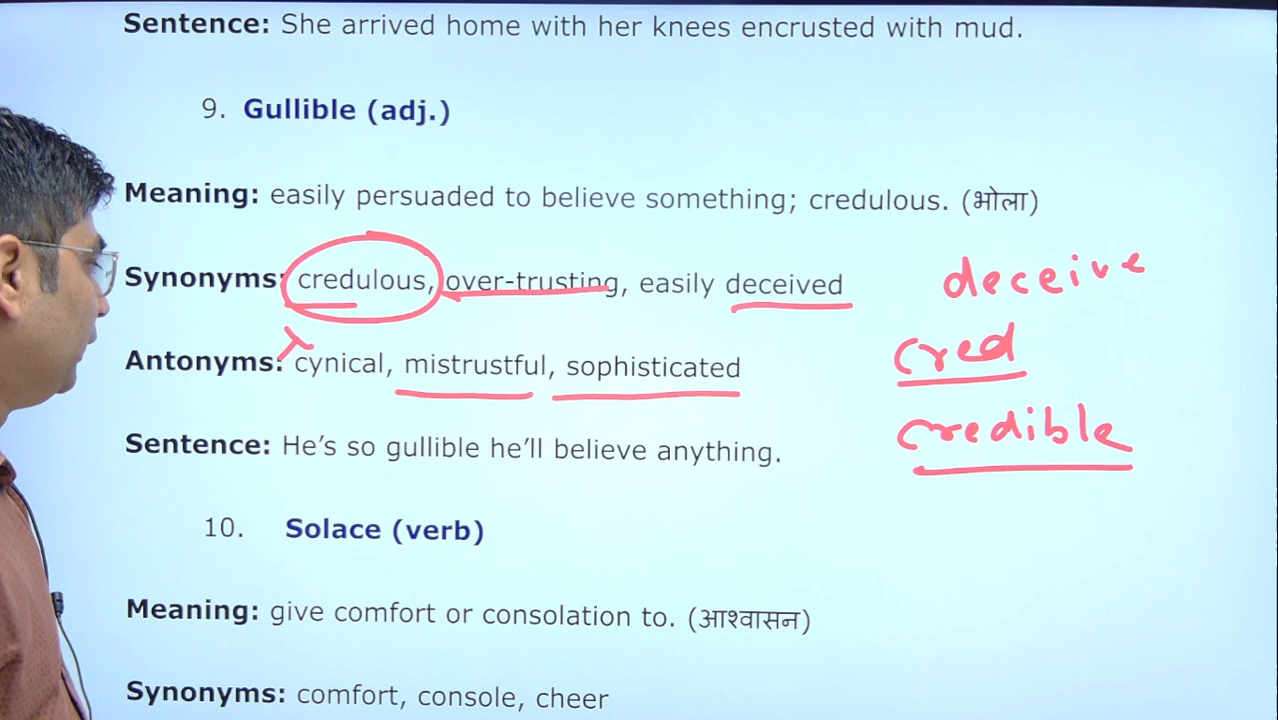 Sentence: She arrived home with her knees encrusted with mud.
9. Gullible (adj.)
Meaning: easily persuaded to believe something; credulous. (भोला)
Synonyms: credulous, over-trusting, easily deceived
deceive
cred
Antonyms: cynical, mistrustful, sophisticated
credible
Sentence: He’s so gullible he’ll believe anything.
10. Solace (verb)
Meaning: give comfort or consolation to. (आश्वासन)
Synonyms: comfort, console, cheer